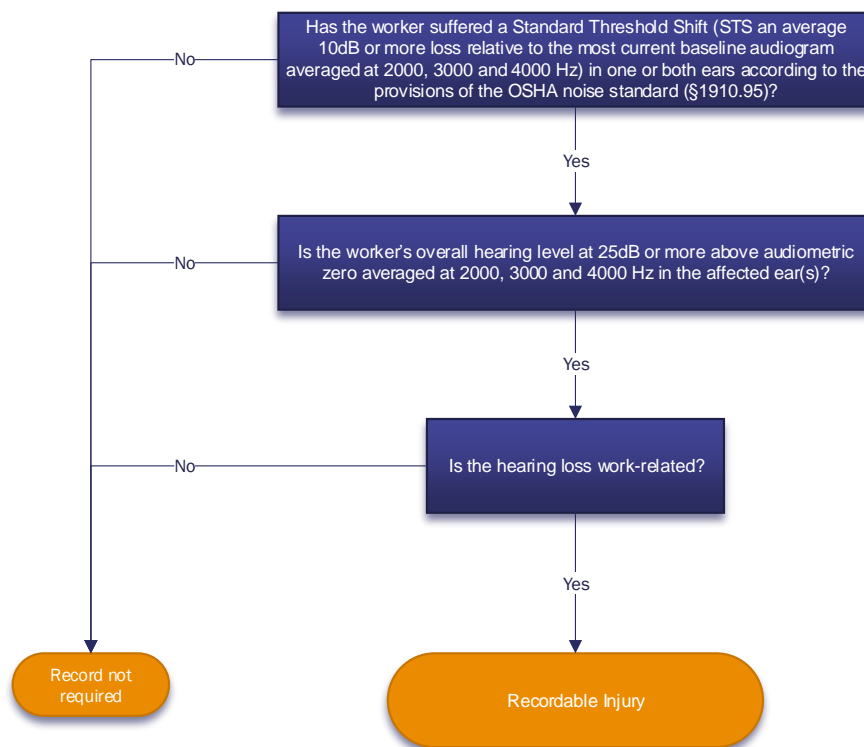 Has the worker suffered a Standard Threshold Shift (STS an average
10dB or more loss relative to the most current baseline audiogram
averaged at 2000, 3000 and 4000 Hz) in one or both ears according to the
provisions of the OSHA noise standard (§1910.95)?
No
Yes
Is the worker's overall hearing level at 25dB or more above audiometric
zero averaged at 2000, 3000 and 4000 Hz in the affected ear(s)?
No
Yes
Is the hearing loss work-related?
No
Yes
Record not
required
Recordable Injury